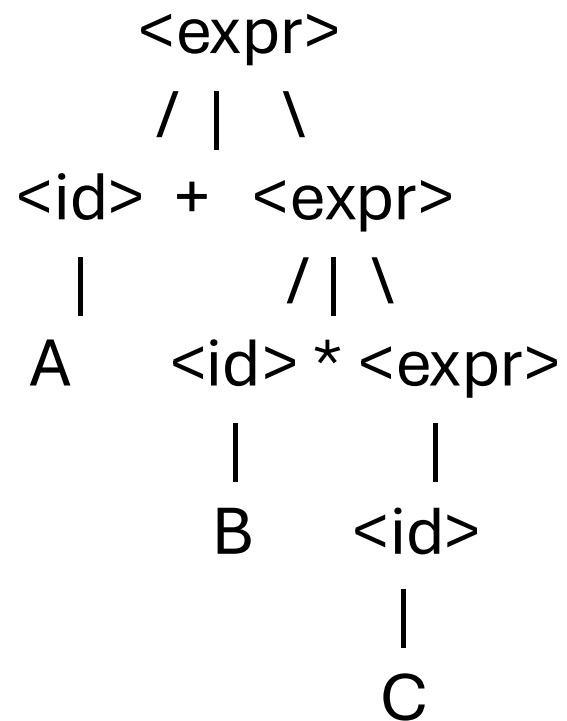 <expr>
/ | \
<id> + <expr>
| / | \
A <id> * <expr>
| |
B <id>
|
C